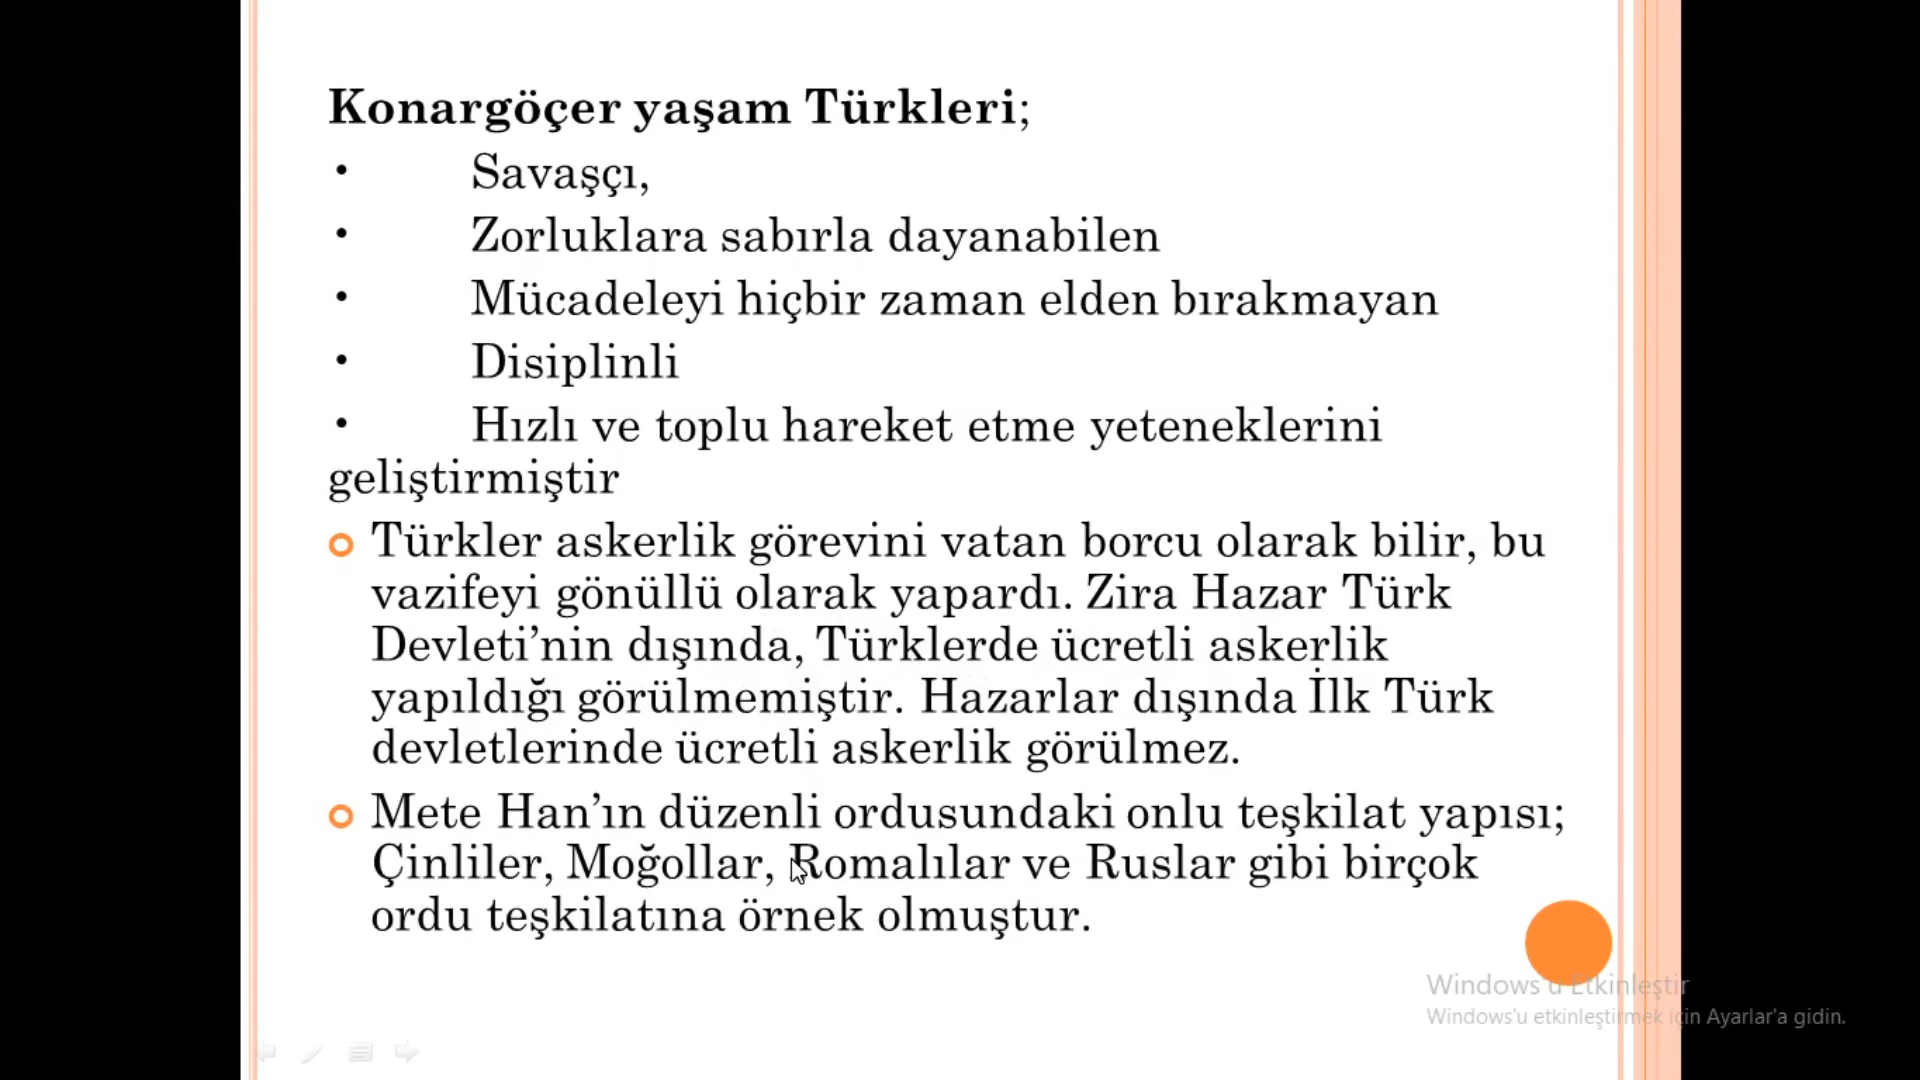 Konargöçer yaşam Türkleri;
• Savaşçı,
• Zorluklara sabırla dayanabilen
• Mücadeleyi hiçbir zaman elden bırakmayan
• Disiplinli
• Hızlı ve toplu hareket etme yeteneklerini
geliştirmiştir
Türkler askerlik görevini vatan borcu olarak bilir, bu
vazifeyi gönüllü olarak yapardı. Zira Hazar Türk
Devleti’nin dışında, Türklerde ücretli askerlik
yapıldığı görülmemiştir. Hazarlar dışında İlk Türk
devletlerinde ücretli askerlik görülmez.
Mete Han’ın düzenli ordusundaki onlu teşkilat yapısı;
Çinliler, Moğollar, Romalılar ve Ruslar gibi birçok
ordu teşkilatına örnek olmuştur.
Windows'u Etkinleştir
Windows'u etkinleştirmek için Ayarlar'a gidin.